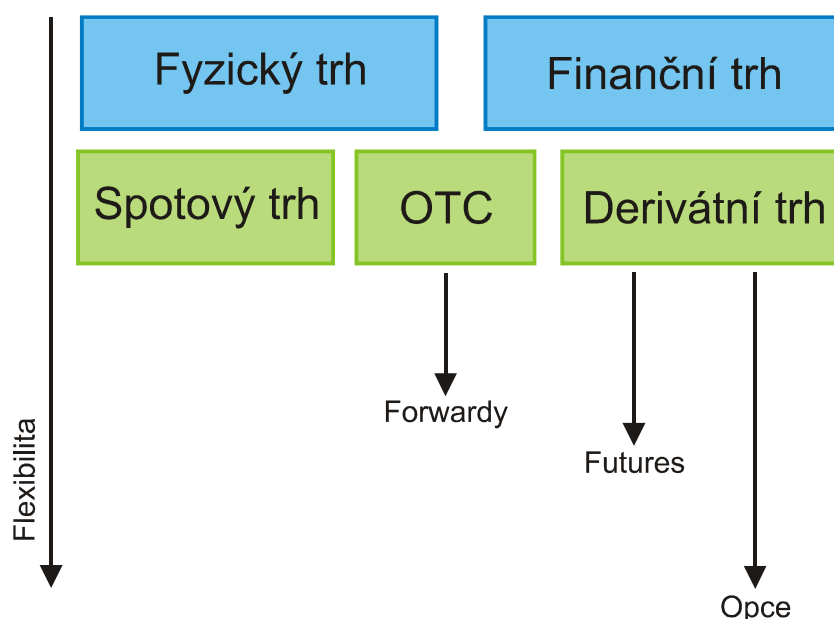 Fyzický trh
Finanční trh
Spotový trh
OTC
Derivátní trh
Forwardy
Futures
Flexibilita
Opce